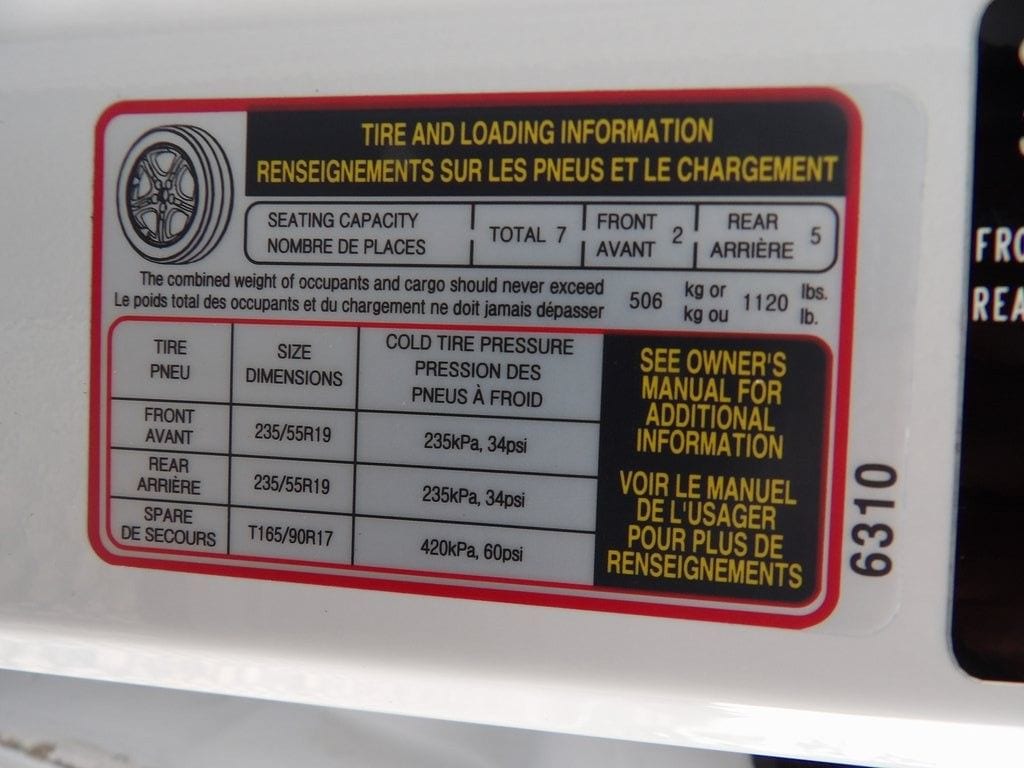 TIRE AND LOADING INFORMATION
RENSEIGNEMENTS SUR LES PNEUS ET LE CHARGEMENT
SEATING CAPACITY
NOMBRE DE PLACES
TOTAL 7
FRONT
AVANT
2
REAR
ARRIÈRE
5
The combined weight of occupants and cargo should never exceed
Le poids total des occupants et du chargement ne doit jamais dépasser
506
kg or
kg ou
1120
lbs.
lb.
TIRE
PNEU
SIZE
DIMENSIONS
COLD TIRE PRESSURE
PRESSION DES
PNEUS À FROID
FRONT
AVANT
235/55R19
235kPa, 34psi
REAR
ARRIÈRE
235/55R19
235kPa, 34psi
SPARE
DE SECOURS
T165/90R17
420kPa, 60psi
SEE OWNER'S
MANUAL FOR
ADDITIONAL
INFORMATION
VOIR LE MANUEL
DE L'USAGER
POUR PLUS DE
RENSEIGNEMENTS
6310